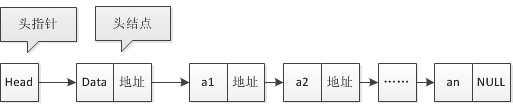 头指针 头结点
Head Data 地址 a1 地址 a2 地址 …… an NULL